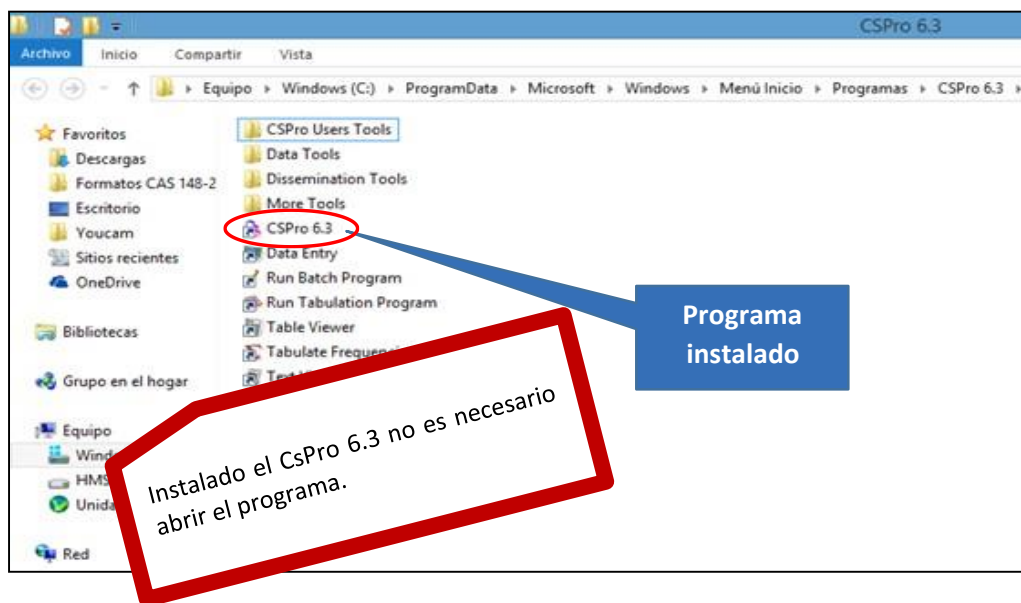 CSPro 6.3
Archivo Inicio Compartir Vista
Equipo Windows (C:) ProgramData Microsoft Windows Menú Inicio Programas CSPro 6.3
Favoritos
Descargas
Formatos CAS 148-2
Escritorio
Youcam
Sitios recientes
OneDrive
Bibliotecas
Grupo en el hogar
Equipo
HMS
Red
CSPro Users Tools
Data Tools
Dissemination Tools
More Tools
CSPro 6.3
Data Entry
Run Batch Program
Run Tabulation Program
Table Viewer
Tabulate
Programa
instalado
Instalado el CsPro 6.3 no es necesario
abrir el programa.